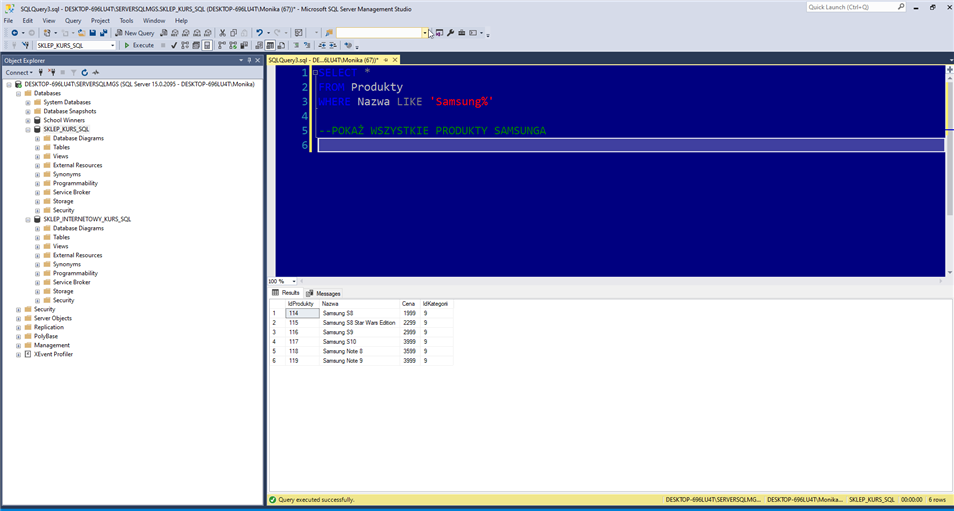 SQLQuery3.sql - DESKTOP-696LU4T\SERVERSQLMGS.SKLEP_KURS_SQL (DESKTOP-696LU4T\Monika (67))* - Microsoft SQL Server Management Studio
Quick Launch (Ctrl+Q)
File Edit View Query Project Tools Window Help
New Query
SKLEP_KURS_SQL Execute
Object Explorer
Connect
DESKTOP-696LU4T\SERVERSQLMGS (SQL Server 15.0.2095 - DESKTOP-696LU4T\Monika)
Databases
System Databases
Database Snapshots
School Winners
SKLEP_KURS_SQL
Database Diagrams
Tables
Views
External Resources
Synonyms
Programmability
Service Broker
Storage
Security
SKLEP_INTERNETOWY_KURS_SQL
Database Diagrams
Tables
Views
External Resources
Synonyms
Programmability
Service Broker
Storage
Security
Security
Server Objects
Replication
PolyBase
Management
XEvent Profiler
SQLQuery3.sql - DE...6LU4T\Monika (67))*
1 SELECT *
2 FROM Produkty
3 WHERE Nazwa LIKE 'Samsung%'
4
5 --POKAŻ WSZYSTKIE PRODUKTY SAMSUNGA
6
100 %
Results Messages
IdProdukty Nazwa Cena IdKategorii
1 114 Samsung S8 1999 9
2 115 Samsung S8 Star Wars Edition 2299 9
3 116 Samsung S9 2999 9
4 117 Samsung S10 3999 9
5 118 Samsung Note 8 3599 9
6 119 Samsung Note 9 3999 9
Query executed successfully. DESKTOP-696LU4T\SERVERSQLMG... DESKTOP-696LU4T\Monika... SKLEP_KURS_SQL 00:00:00 6 rows